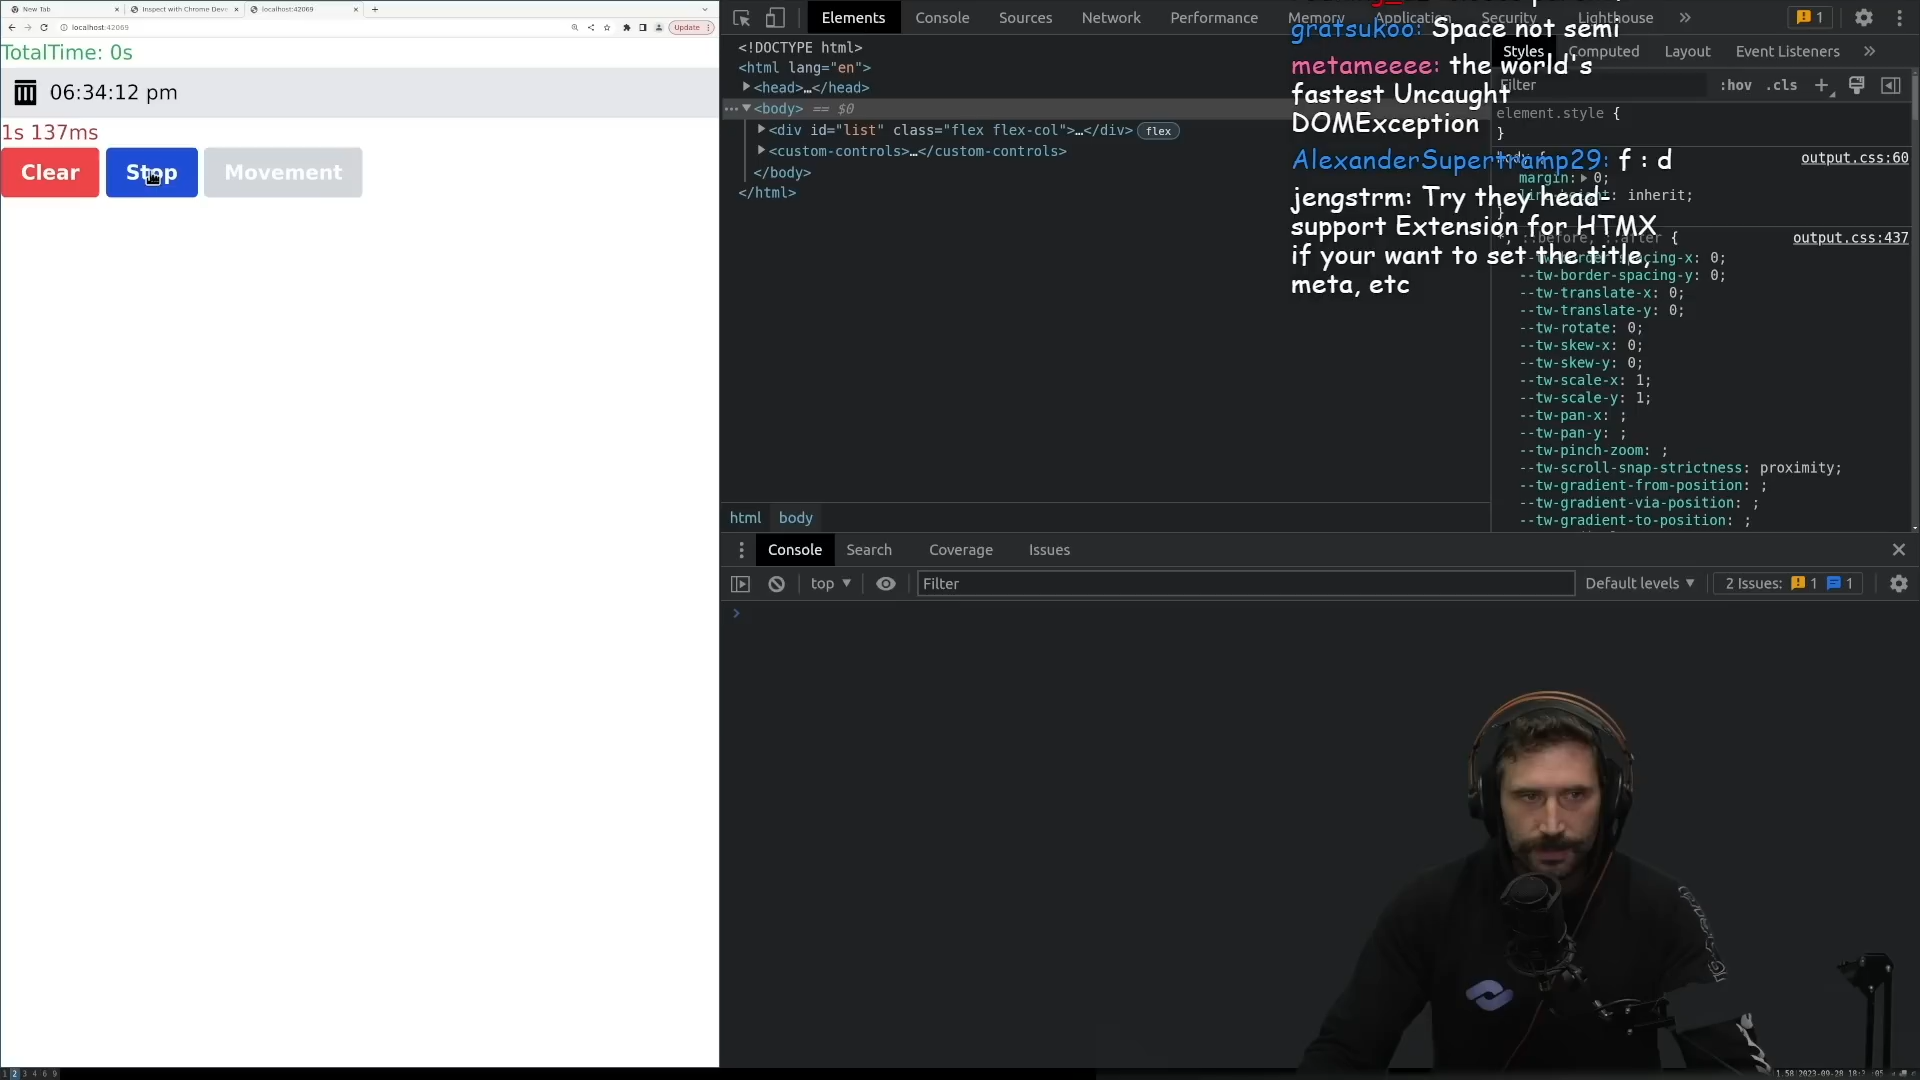 New Tab
Inspect with Chrome Dev
localhost:42069
localhost:42069
Update
TotalTime: 0s
06:34:12 pm
1s 137ms
Clear
Stop
Movement
Elements
Console
Sources
Network
Performance
Memory
Application
Security
Lighthouse
1
<!DOCTYPE html>
<html lang="en">
<head>…</head>
<body> == $0
<div id="list" class="flex flex-col">…</div>
flex
<custom-controls>…</custom-controls>
</body>
</html>
html
body
gratsukoo: Space not semi
metameeee: the world's
fastest Uncaught
DOMException
AlexanderSupertramp29: f : d
jengstrm: Try they head-
support Extension for HTMX
if your want to set the title,
meta, etc
Styles
Computed
Layout
Event Listeners
Filter
:hov
.cls
element.style {
}
body {
output.css:60
margin: 0;
line-height: inherit;
}
*, ::before, ::after {
output.css:437
--tw-border-spacing-x: 0;
--tw-border-spacing-y: 0;
--tw-translate-x: 0;
--tw-translate-y: 0;
--tw-rotate: 0;
--tw-skew-x: 0;
--tw-skew-y: 0;
--tw-scale-x: 1;
--tw-scale-y: 1;
--tw-pan-x: ;
--tw-pan-y: ;
--tw-pinch-zoom: ;
--tw-scroll-snap-strictness: proximity;
--tw-gradient-from-position: ;
--tw-gradient-via-position: ;
--tw-gradient-to-position: ;
Console
Search
Coverage
Issues
top
Filter
Default levels
2 Issues:
1
1
1 2 3 4 6 9